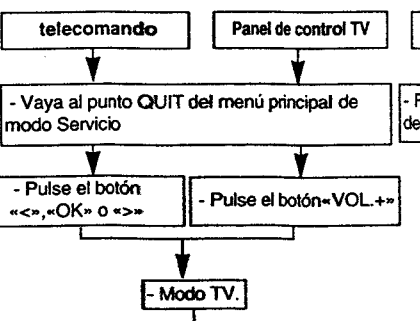 telecomando
Panel de control TV
- Vaya al punto QUIT del menú principal de
modo Servicio
- Pulse el botón
«<»,«OK» o «>»
- Pulse el botón«VOL.+»
- Modo TV.